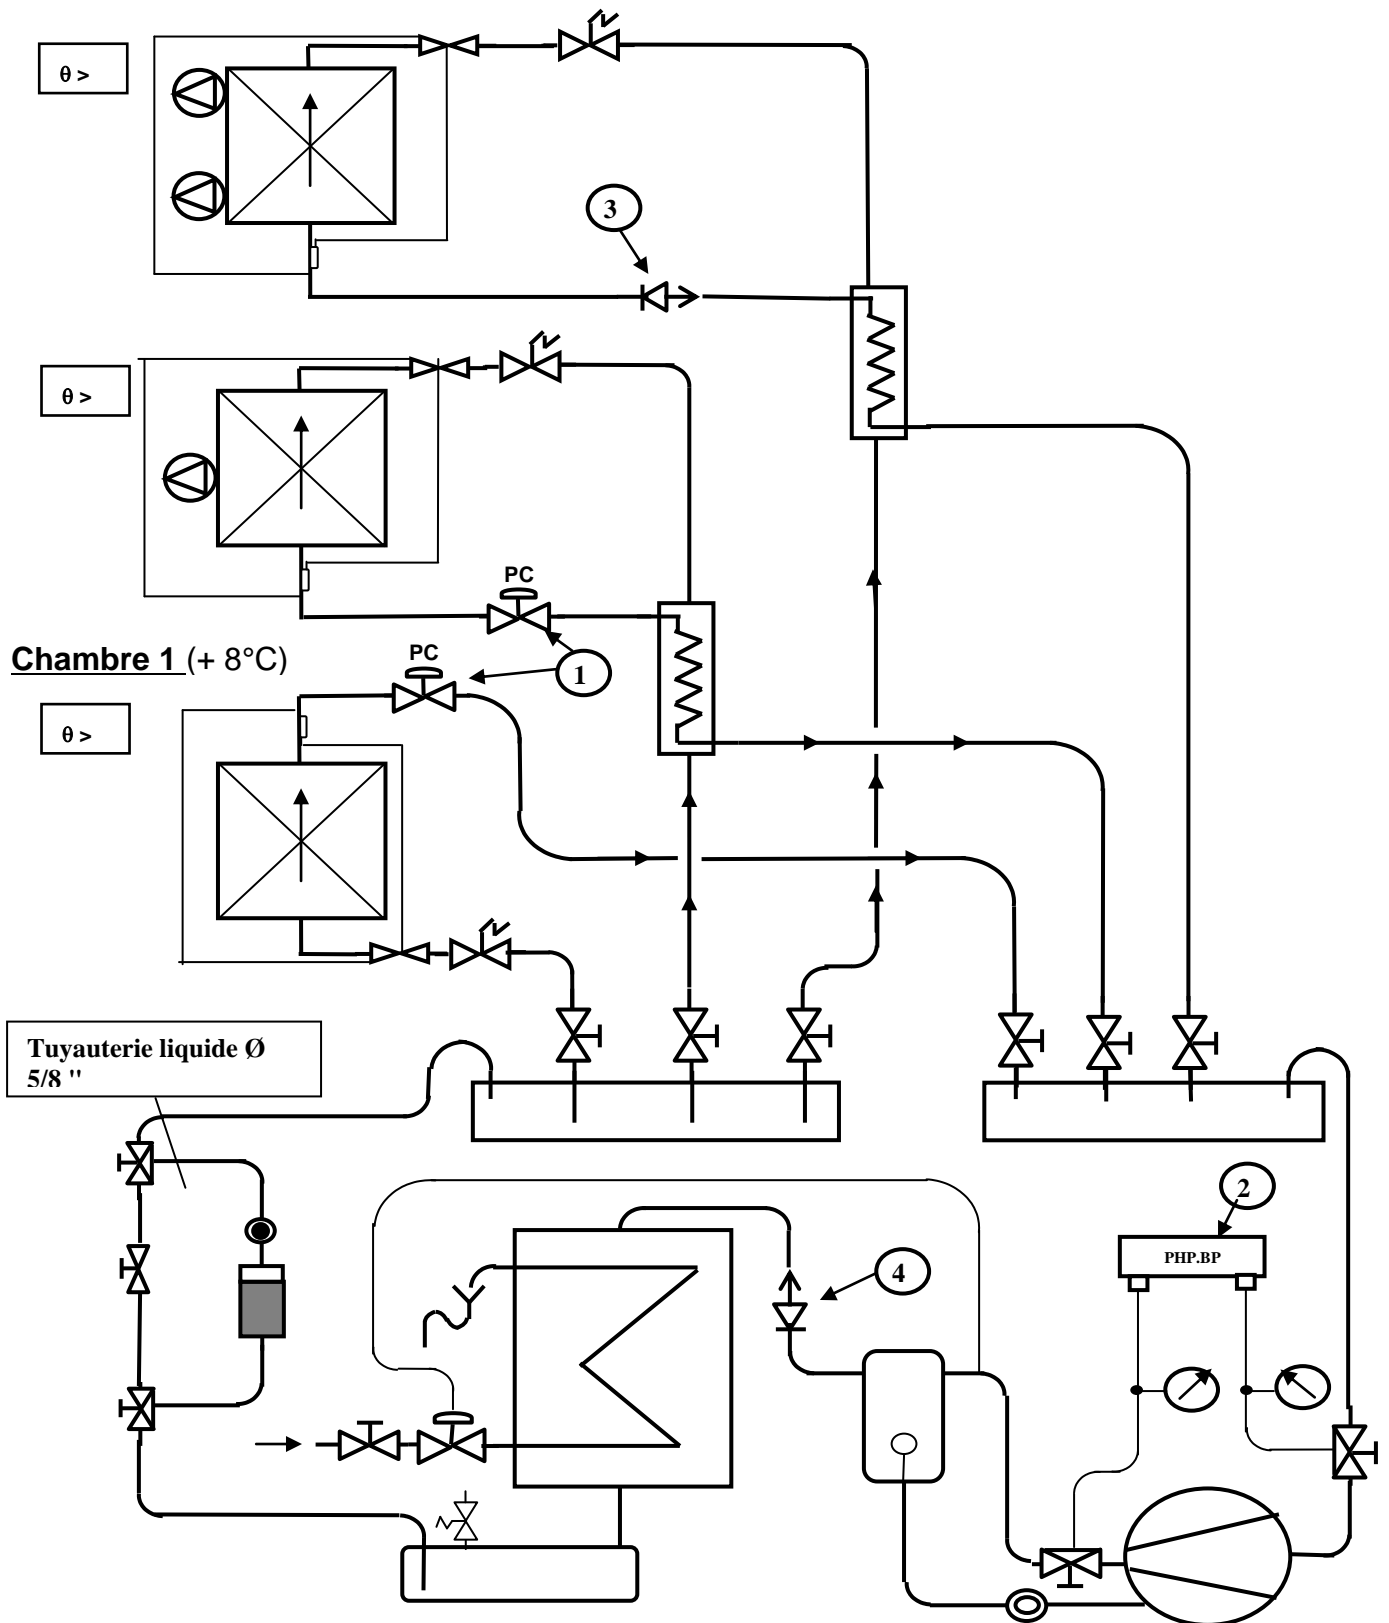 θ >
3
θ >
PC
Chambre 1 (+ 8°C)
PC
1
θ >
Tuyauterie liquide Ø
5/8 "
2
PHP.BP
4